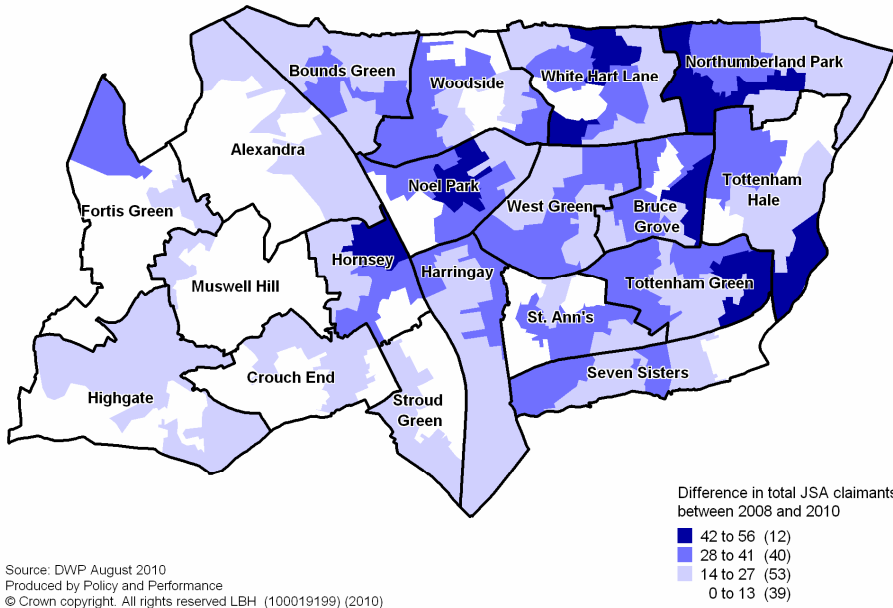 Bounds Green
Woodside
White Hart Lane
Northumberland Park
Alexandra
Noel Park
Tottenham
Hale
Fortis Green
West Green
Bruce
Grove
Hornsey
Harringay
Muswell Hill
Tottenham Green
St. Ann's
Crouch End
Seven Sisters
Highgate
Stroud
Green
Difference in total JSA claimants
between 2008 and 2010
42 to 56 (12)
28 to 41 (40)
14 to 27 (53)
0 to 13 (39)
Source: DWP August 2010
Produced by Policy and Performance
© Crown copyright. All rights reserved LBH (100019199) (2010)